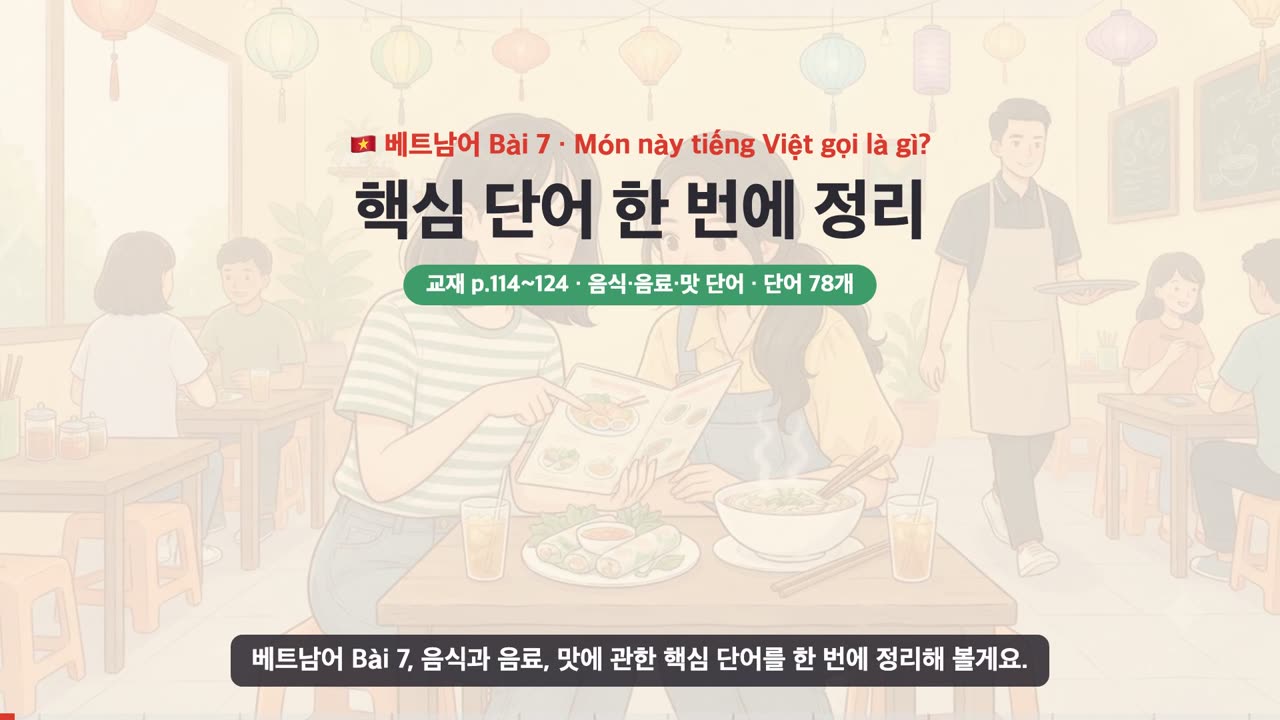 베트남어 Bài 7 · Món này tiếng Việt gọi là gì?
핵심 단어 한 번에 정리
교재 p.114~124 · 음식·음료·맛 단어 · 단어 78개
베트남어 Bài 7, 음식과 음료, 맛에 관한 핵심 단어를 한 번에 정리해 볼게요.